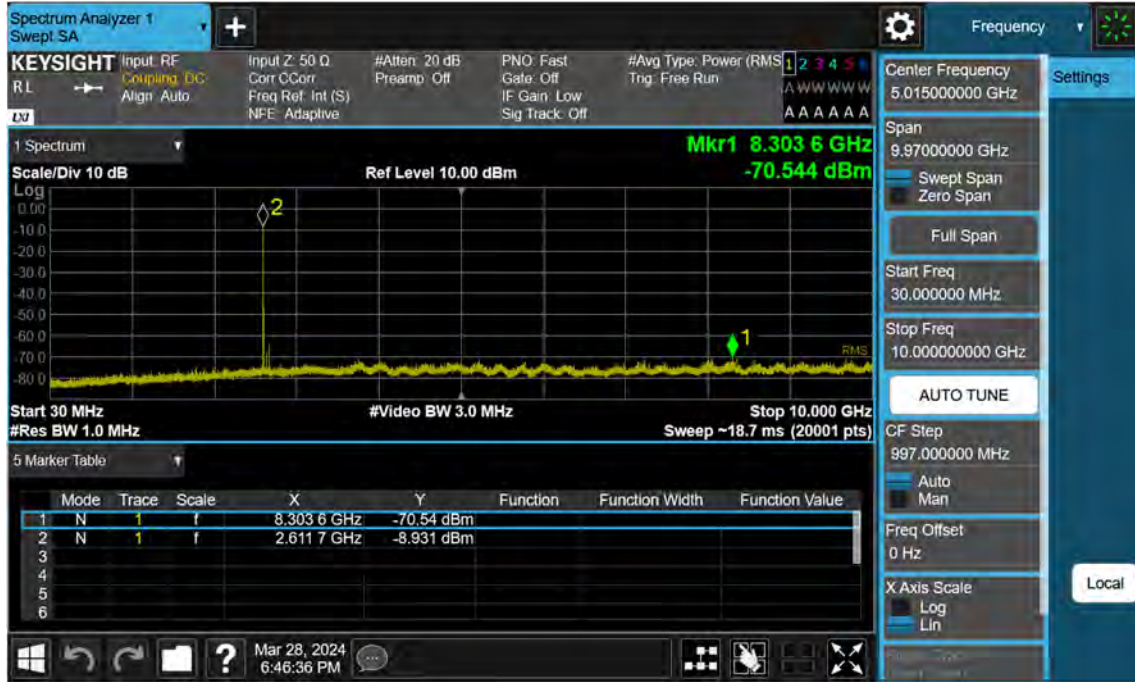 Spectrum Analyzer 1
Swept SA
Frequency
KEYSIGHT
RL
LXI
Input: RF
Coupling: DC
Align: Auto
Input Z: 50 Ω
Corr CCorr
Freq Ref: Int (S)
NFE: Adaptive
#Atten: 20 dB
Preamp: Off
PNO: Fast
Gate: Off
IF Gain: Low
Sig Track: Off
#Avg Type: Power (RMS
Trig: Free Run
1 2 3 4 5 6
A W W W W W
A A A A A A
1 Spectrum
Scale/Div 10 dB
Ref Level 10.00 dBm
Mkr1 8.303 6 GHz
-70.544 dBm
Log
0.00
-10.0
-20.0
-30.0
-40.0
-50.0
-60.0
-70.0
-80.0
2
1
RMS
Start 30 MHz
#Video BW 3.0 MHz
Stop 10.000 GHz
#Res BW 1.0 MHz
Sweep ~18.7 ms (20001 pts)
5 Marker Table
Mode Trace Scale X Y Function Function Width Function Value
1 N 1 f 8.303 6 GHz -70.54 dBm
2 N 1 f 2.611 7 GHz -8.931 dBm
3
4
5
6
Mar 28, 2024
6:46:36 PM
Center Frequency
5.015000000 GHz
Settings
Span
9.97000000 GHz
Swept Span
Zero Span
Full Span
Start Freq
30.000000 MHz
Stop Freq
10.000000000 GHz
AUTO TUNE
CF Step
997.000000 MHz
Auto
Man
Freq Offset
0 Hz
X Axis Scale
Log
Lin
Local